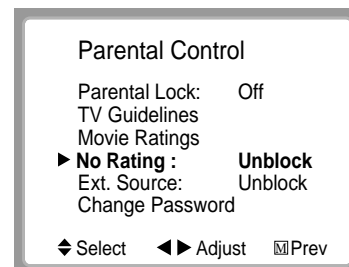 Parental Control
Parental Lock: Off
TV Guidelines
Movie Ratings
No Rating : Unblock
Ext. Source: Unblock
Change Password
Select Adjust M Prev